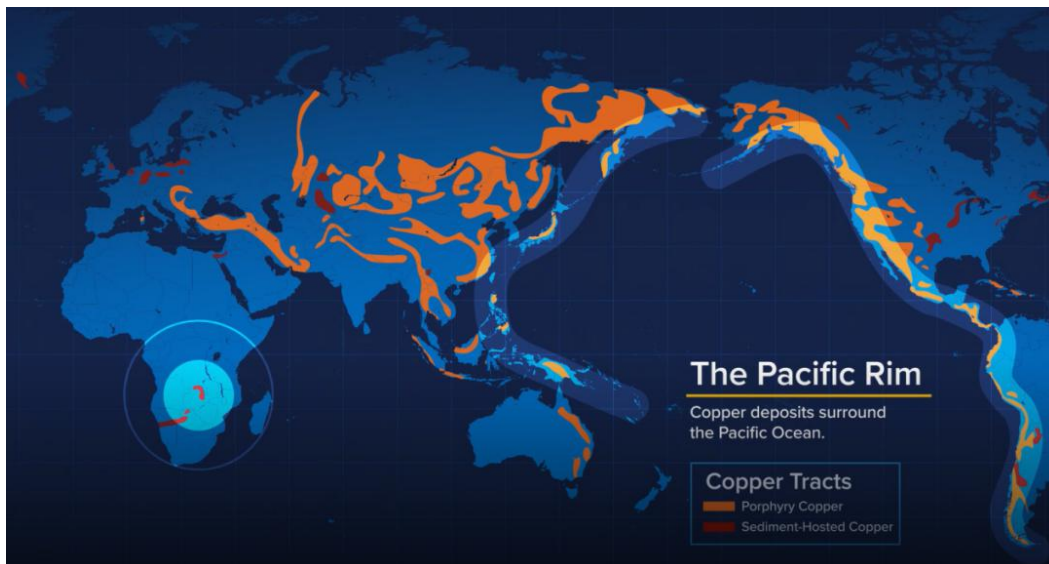 The Pacific Rim
Copper deposits surround
the Pacific Ocean.
Copper Tracts
Porphyry Copper
Sediment-Hosted Copper